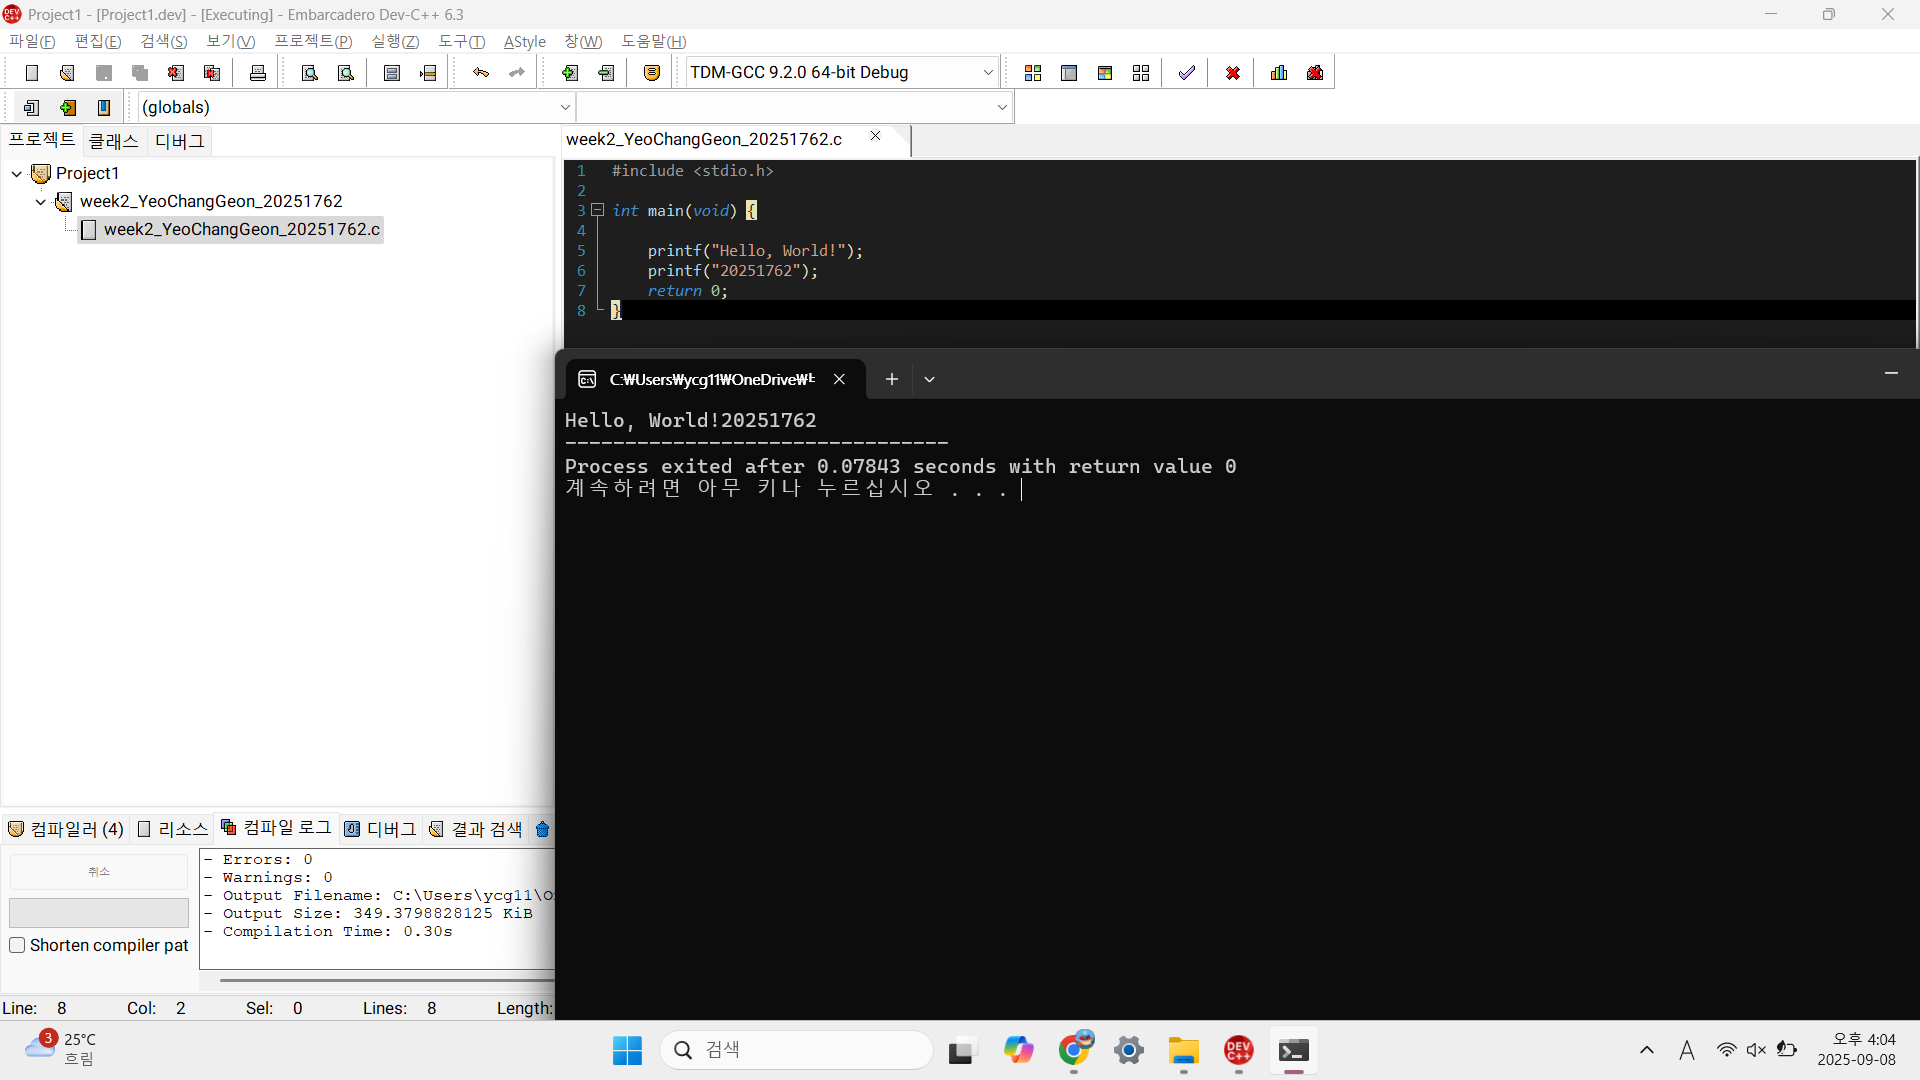 Project1 - [Project1.dev] - [Executing] - Embarcadero Dev-C++ 6.3
파일(F) 편집(E) 검색(S) 보기(V) 프로젝트(P) 실행(Z) 도구(T) AStyle 창(W) 도움말(H)
TDM-GCC 9.2.0 64-bit Debug
(globals)
프로젝트 클래스 디버그
Project1
week2_YeoChangGeon_20251762
week2_YeoChangGeon_20251762.c
week2_YeoChangGeon_20251762.c
1 #include <stdio.h>
2
3 int main(void) {
4
5 printf("Hello, World!");
6 printf("20251762");
7 return 0;
8 }
C:₩Users₩ycg11₩OneDrive₩
Hello, World!20251762
--------------------------------
Process exited after 0.07843 seconds with return value 0
계속하려면 아무 키나 누르십시오 . . .
컴파일러 (4) 리소스 컴파일 로그 디버그 결과 검색
취소
Shorten compiler pat
- Errors: 0
- Warnings: 0
- Output Filename: C:\Users\ycg11\O
- Output Size: 349.3798828125 KiB
- Compilation Time: 0.30s
Line: 8 Col: 2 Sel: 0 Lines: 8 Length:
3
25°C
흐림
검색
DEV C++
A
오후 4:04
2025-09-08